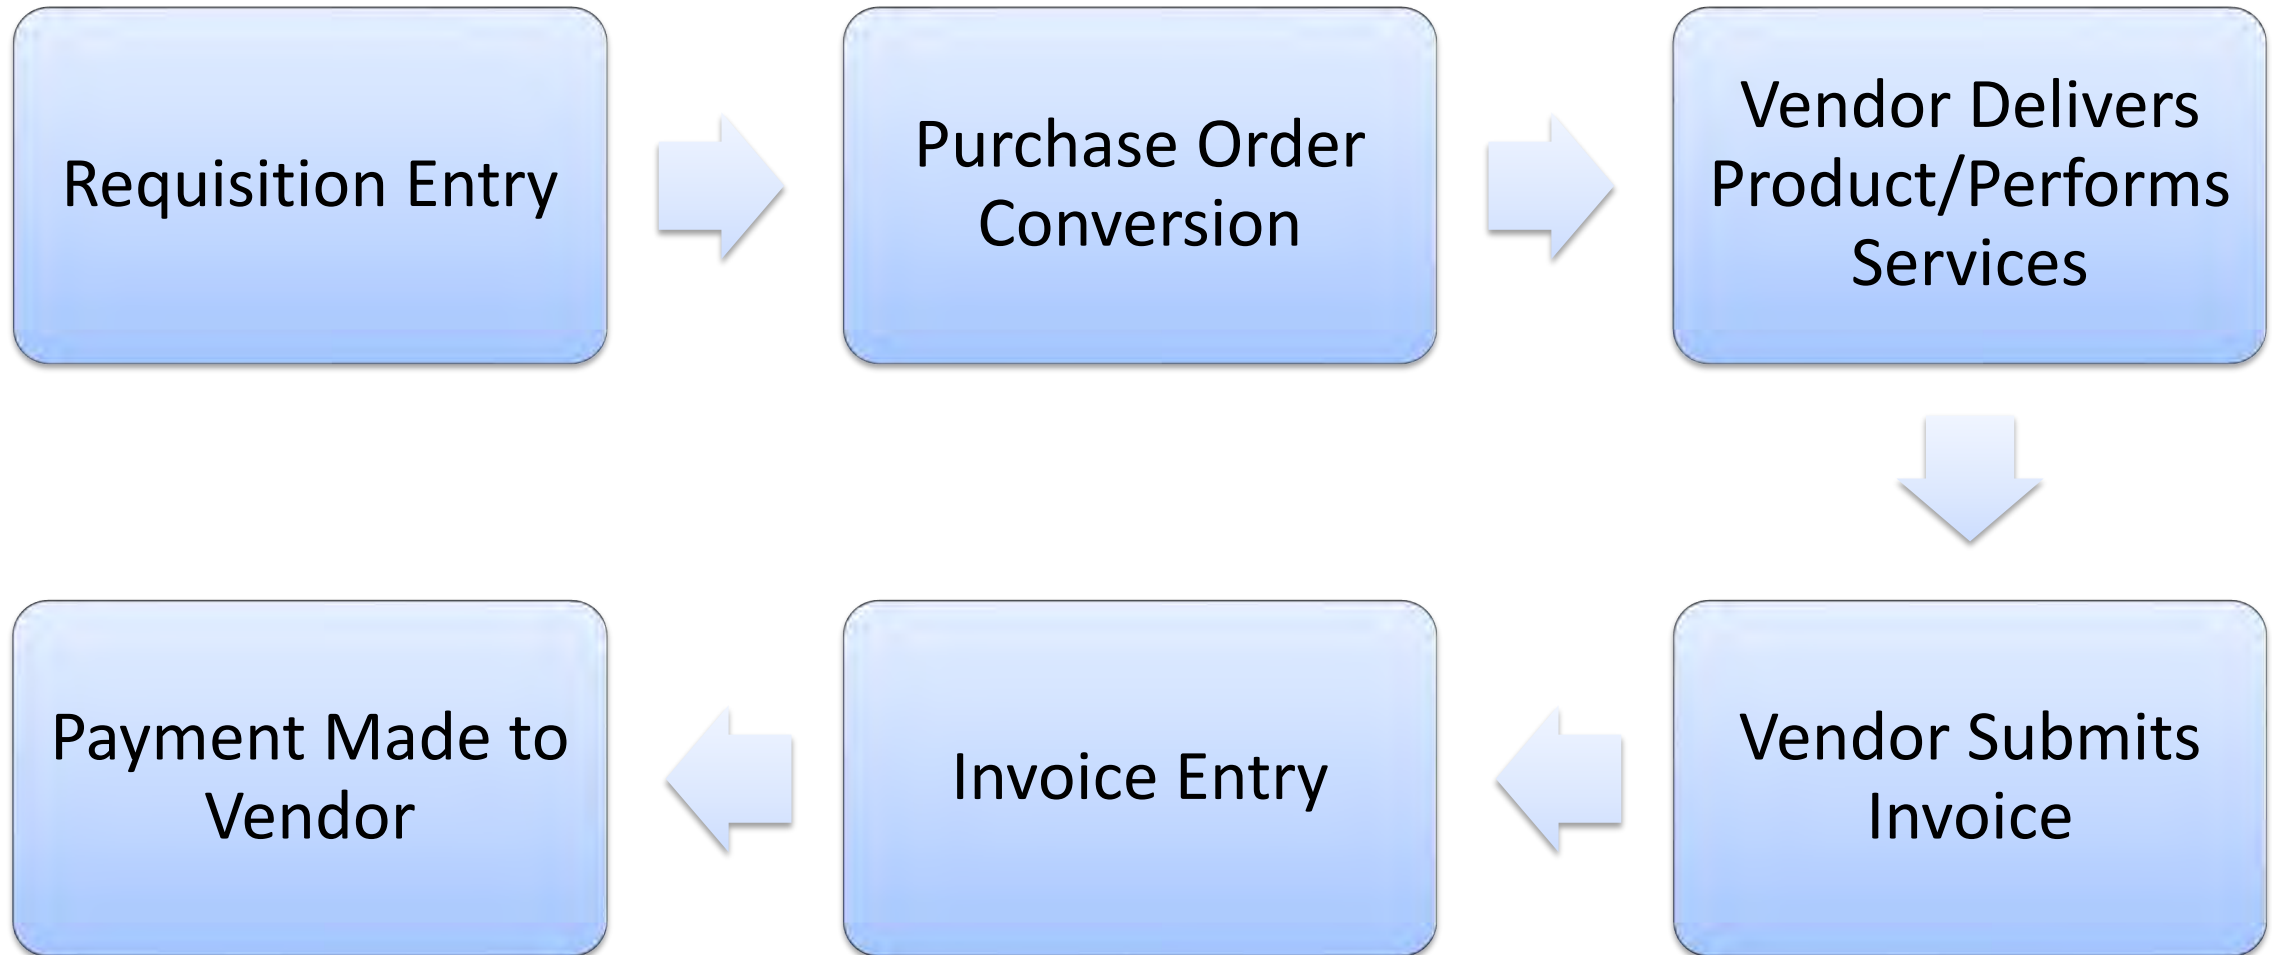 Requisition Entry
Purchase Order
Conversion
Vendor Delivers
Product/Performs
Services
Vendor Submits
Invoice
Invoice Entry
Payment Made to
Vendor